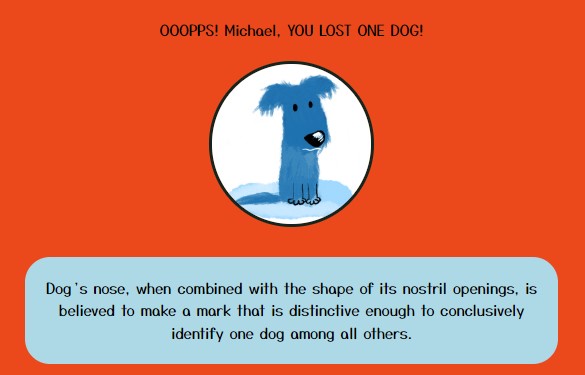 OOOPPS! Michael, YOU LOST ONE DOG!
Dog's nose, when combined with the shape of its nostril openings, is
believed to make a mark that is distinctive enough to conclusively
identify one dog among all others.